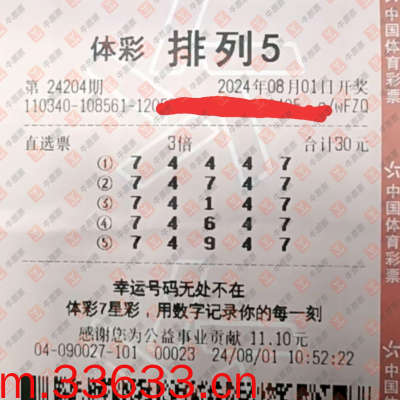 体彩 排列5
第 24204期 2024年08月01日开奖
110340-108561-120 /wFZQ
直选票 3倍 合计30元
① 7 4 4 4 7
② 7 4 7 4 7
③ 7 4 1 4 7
④ 7 4 6 4 7
⑤ 7 4 9 4 7
幸运号码无处不在
体彩7星彩，用数字记录你的每一刻
感谢您为公益事业贡献 11.10元
04-090027-101 00023 24/08/01 10:52:22
m.33633.cn
中国体育彩票
中国体育彩票